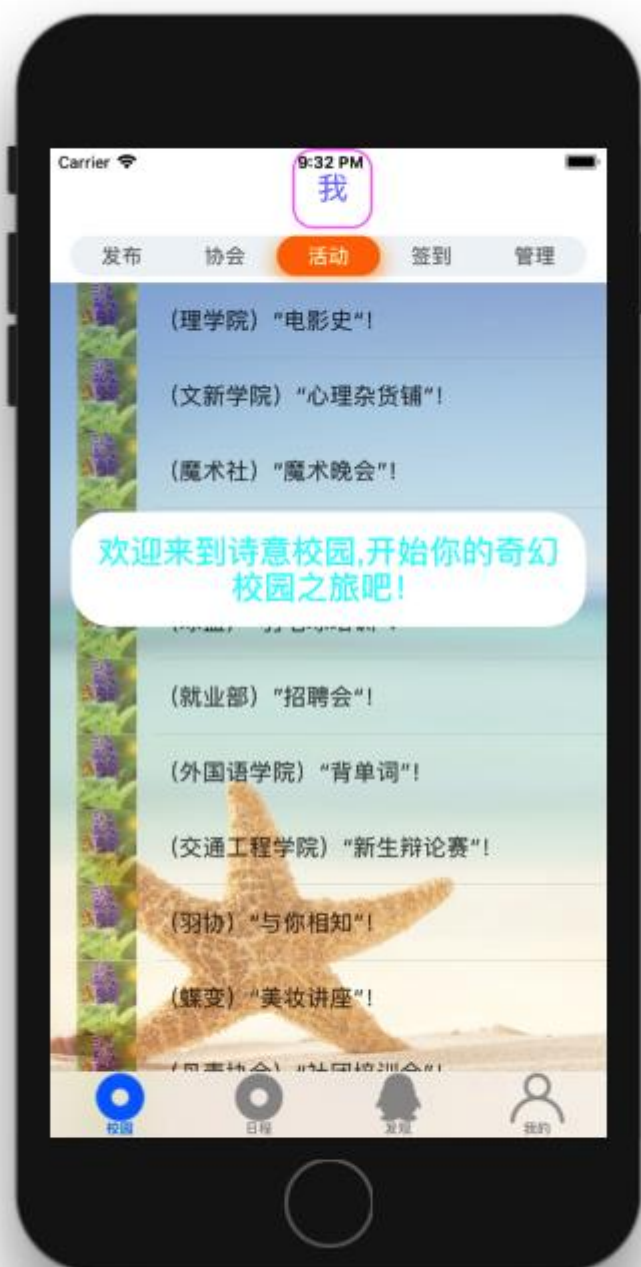 Carrier
9:32 PM
我
发布 协会 活动 签到 管理
(理学院) "电影史"!
(文新学院) "心理杂货铺"!
(魔术社) "魔术晚会"!
欢迎来到诗意校园,开始你的奇幻
校园之旅吧!
(就业部) "招聘会"!
(外国语学院) "背单词"!
(交通工程学院) "新生辩论赛"!
(羽协) "与你相知"!
(蝶变) "美妆讲座"!
校园 日程 发现 我的